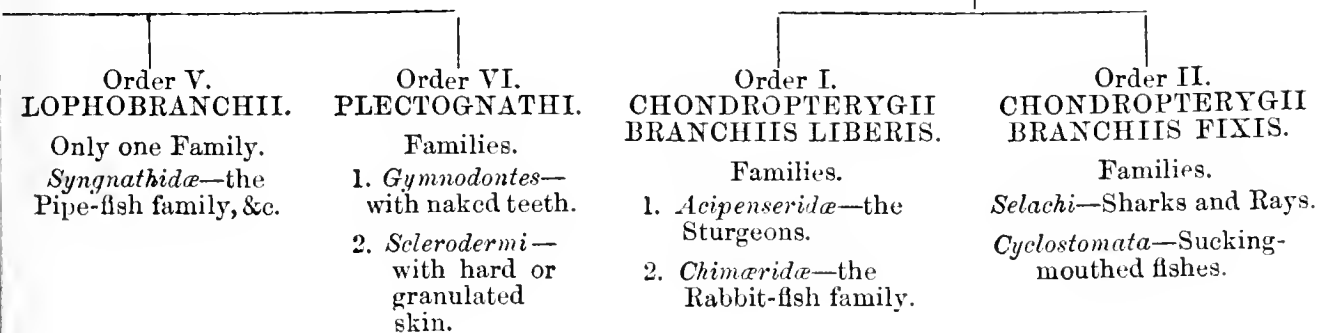 Order V.
LOPHOBRANCHII.
Only one Family.
Syngnathidæ—the
Pipe-fish family, &c.
Order VI.
PLECTOGNATHI.
Families.
1. Gymnodontes—
with naked teeth.
2. Sclerodermi—
with hard or
granulated
skin.
Order I.
CHONDROPTERYGII
BRANCHIIS LIBERIS.
Families.
1. Acipenseridæ—the
Sturgeons.
2. Chimæridæ—the
Rabbit-fish family.
Order II.
CHONDROPTERYGII
BRANCHIIS FIXIS.
Families.
Selachi—Sharks and Rays.
Cyclostomata—Sucking-
mouthed fishes.